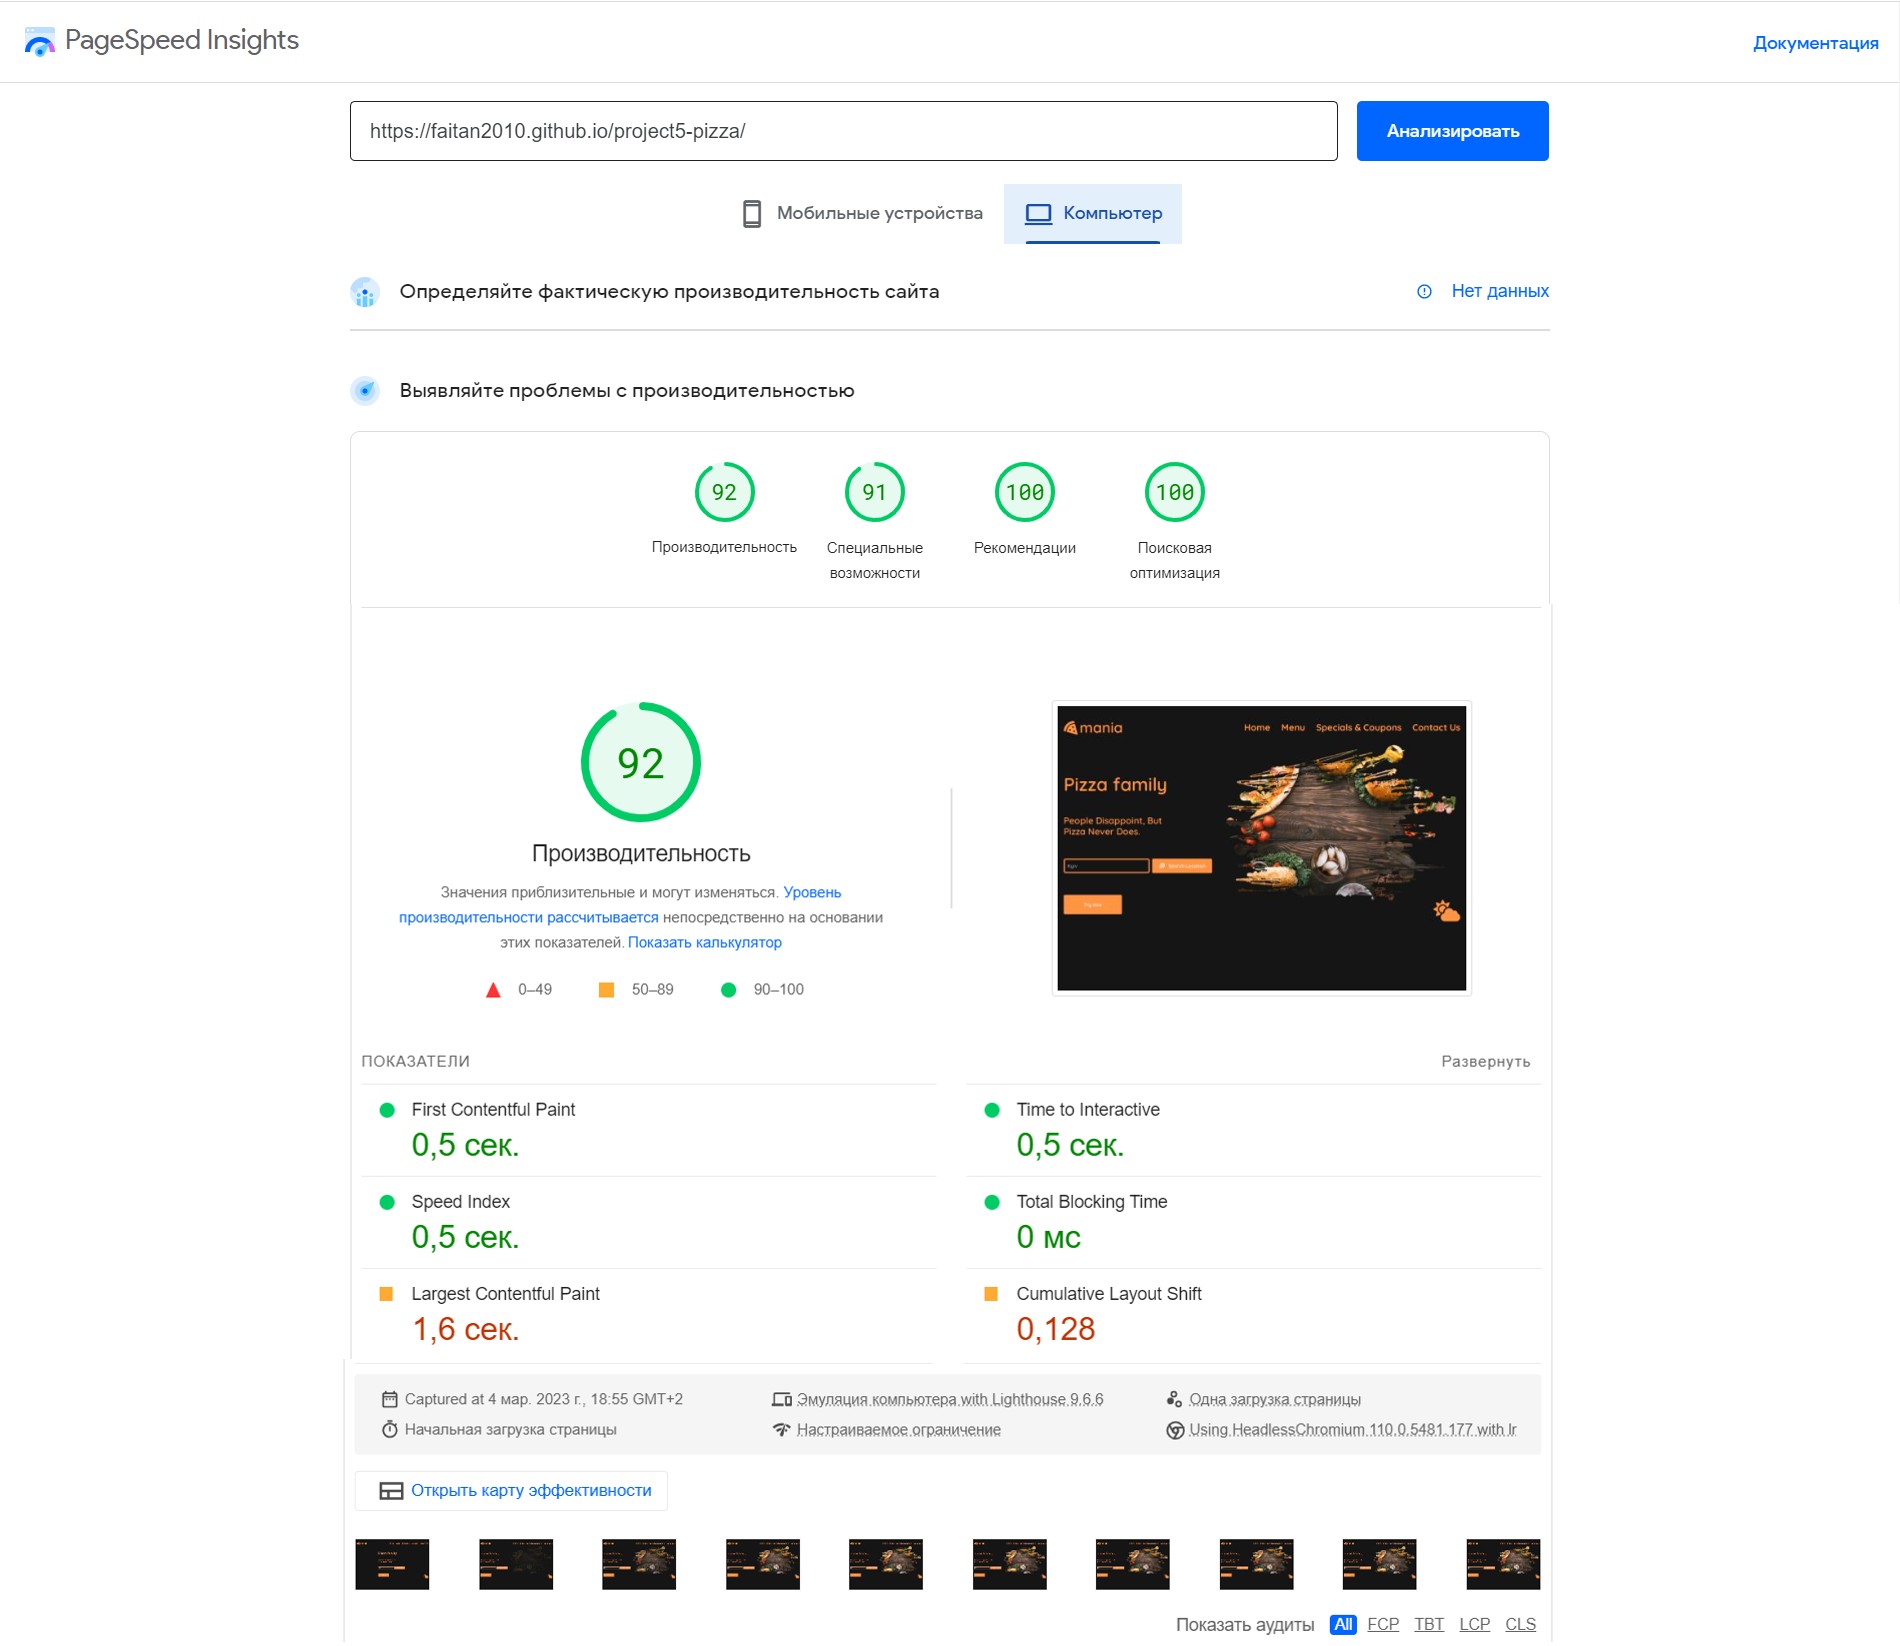 PageSpeed Insights
Документация
https://faitan2010.github.io/project5-pizza/
Анализировать
Мобильные устройства
Компьютер
Определяйте фактическую производительность сайта
Нет данных
Выявляйте проблемы с производительностью
92
91
100
100
Производительность
Специальные
возможности
Рекомендации
Поисковая
оптимизация
92
Производительность
Значения приблизительные и могут изменяться. Уровень
производительности рассчитывается непосредственно на основании
этих показателей. Показать калькулятор
0–49
50–89
90–100
mania
Home Menu Specials & Coupons Contact Us
Pizza family
People Disappoint, But
Pizza Never Does.
ПОКАЗАТЕЛИ
Развернуть
First Contentful Paint
0,5 сек.
Time to Interactive
0,5 сек.
Speed Index
0,5 сек.
Total Blocking Time
0 мс
Largest Contentful Paint
1,6 сек.
Cumulative Layout Shift
0,128
Captured at 4 мар. 2023 г., 18:55 GMT+2
Эмуляция компьютера with Lighthouse 9.6.6
Одна загрузка страницы
Начальная загрузка страницы
Настраиваемое ограничение
Using HeadlessChromium 110.0.5481.177 with lr
Открыть карту эффективности
Показать аудиты All FCP TBT LCP CLS